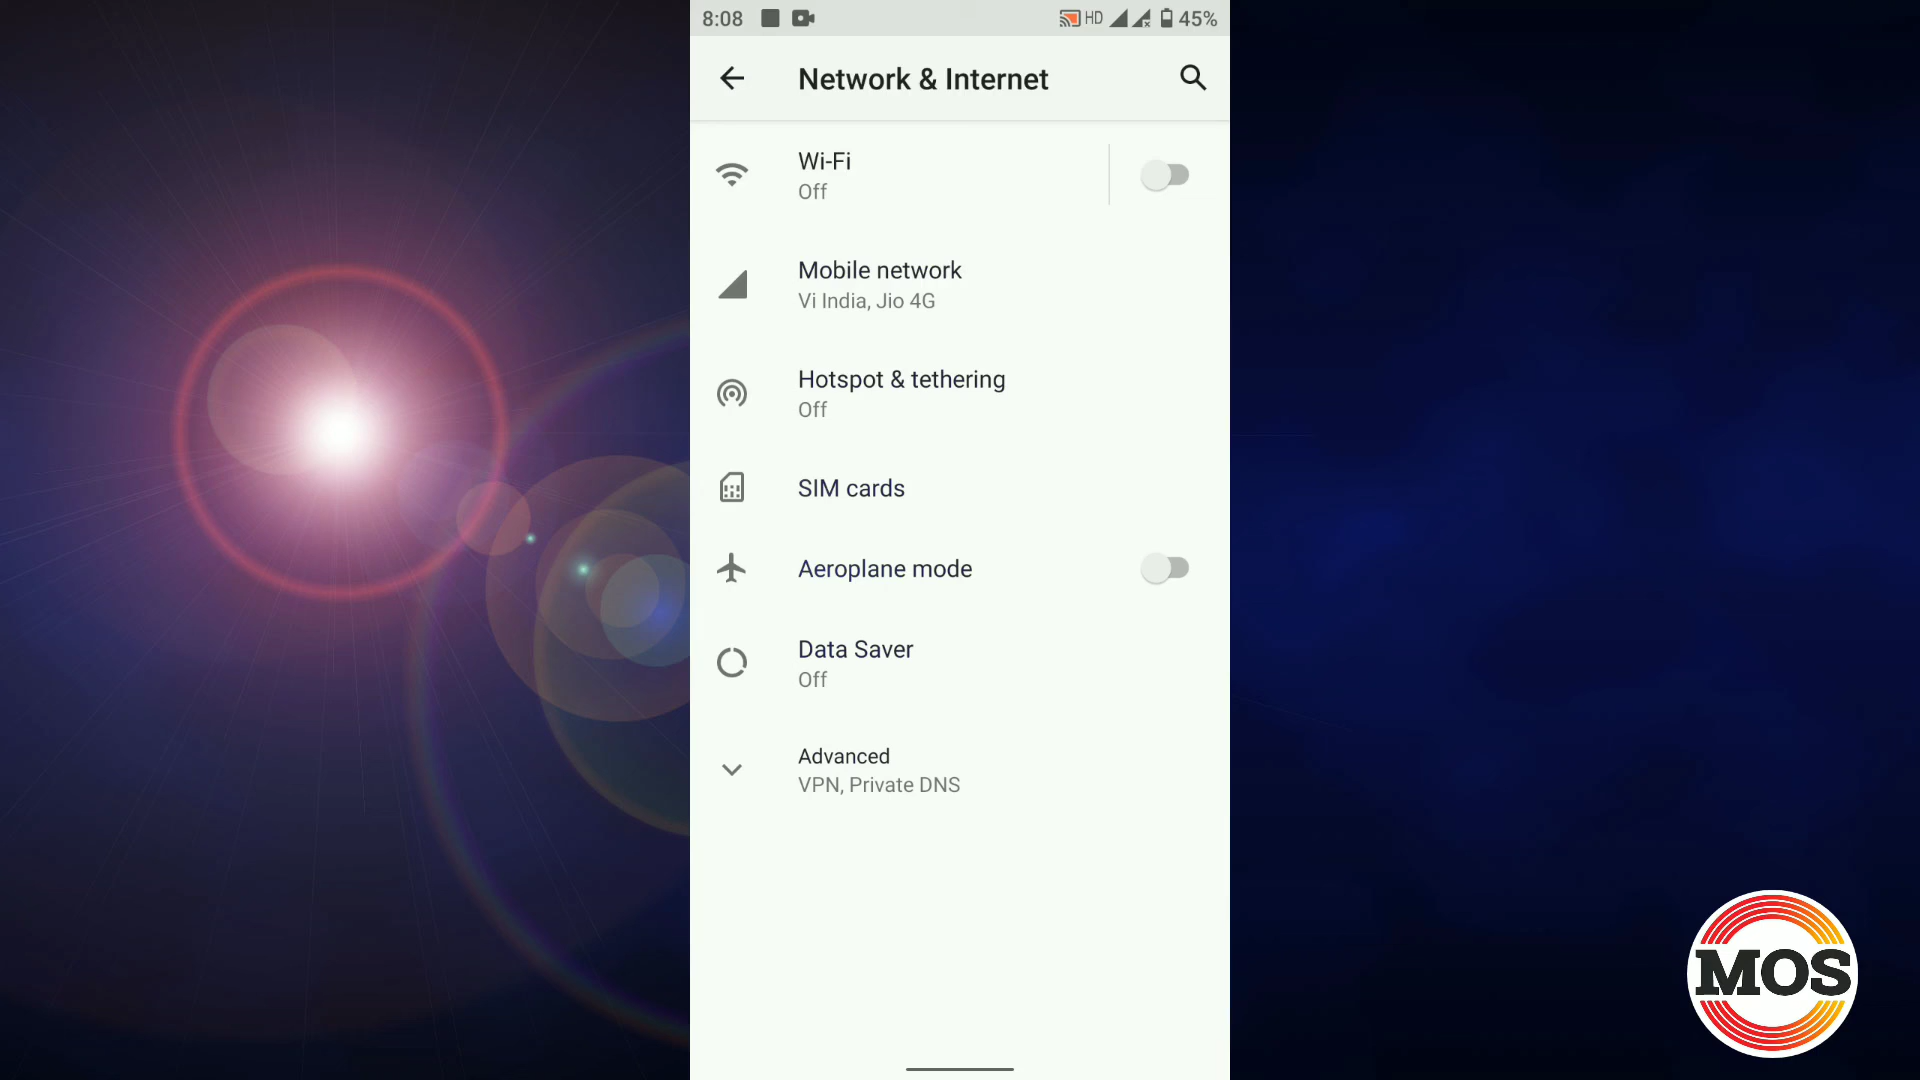 8:08 HD 45%
Network & Internet
Wi-Fi
Off
Mobile network
Vi India, Jio 4G
Hotspot & tethering
Off
SIM cards
Aeroplane mode
Data Saver
Off
Advanced
VPN, Private DNS
MOS